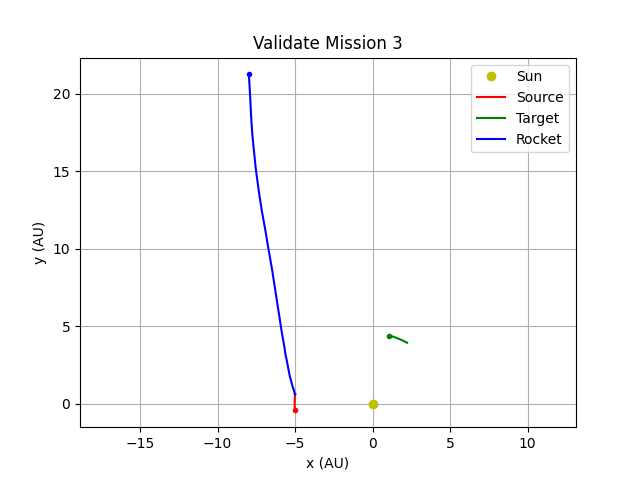 Validate Mission 3
Sun
Source
Target
Rocket
20
15
10
5
0
y (AU)
−15
−10
−5
0
5
10
x (AU)